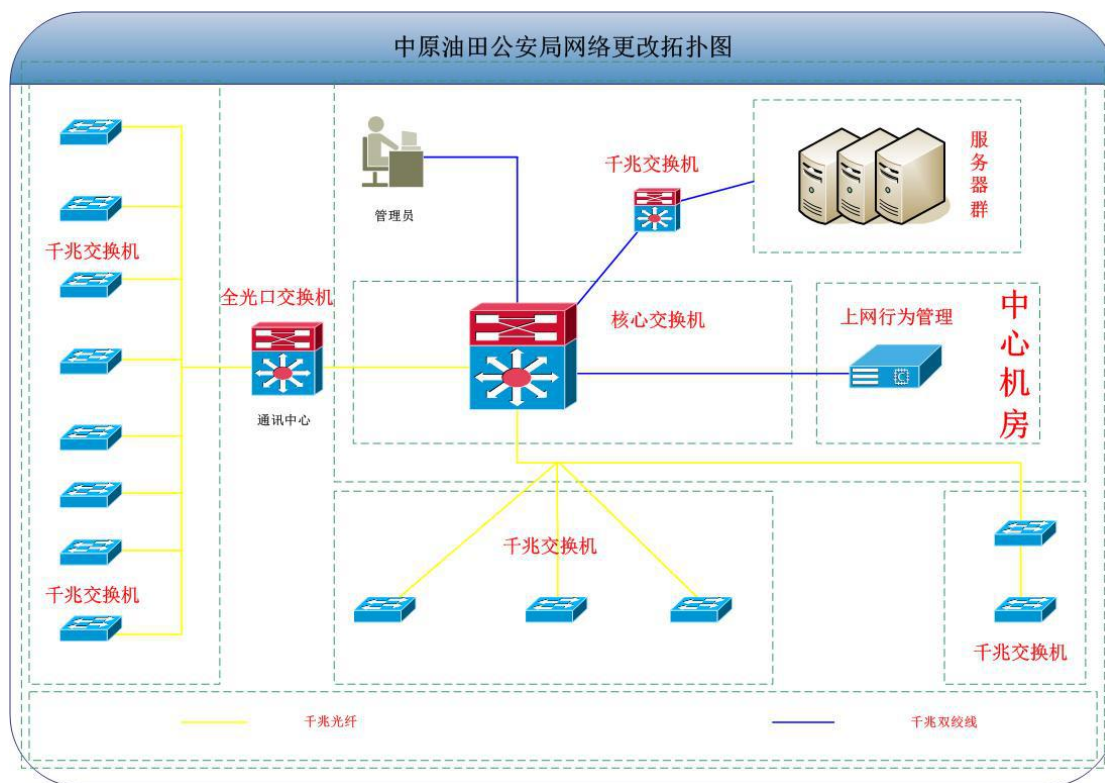 中原油田公安局网络更改拓扑图
管理员
千兆交换机
服务器群
千兆交换机
全光口交换机
通讯中心
核心交换机
上网行为管理
中心机房
千兆交换机
千兆交换机
千兆交换机
千兆光纤
千兆双绞线